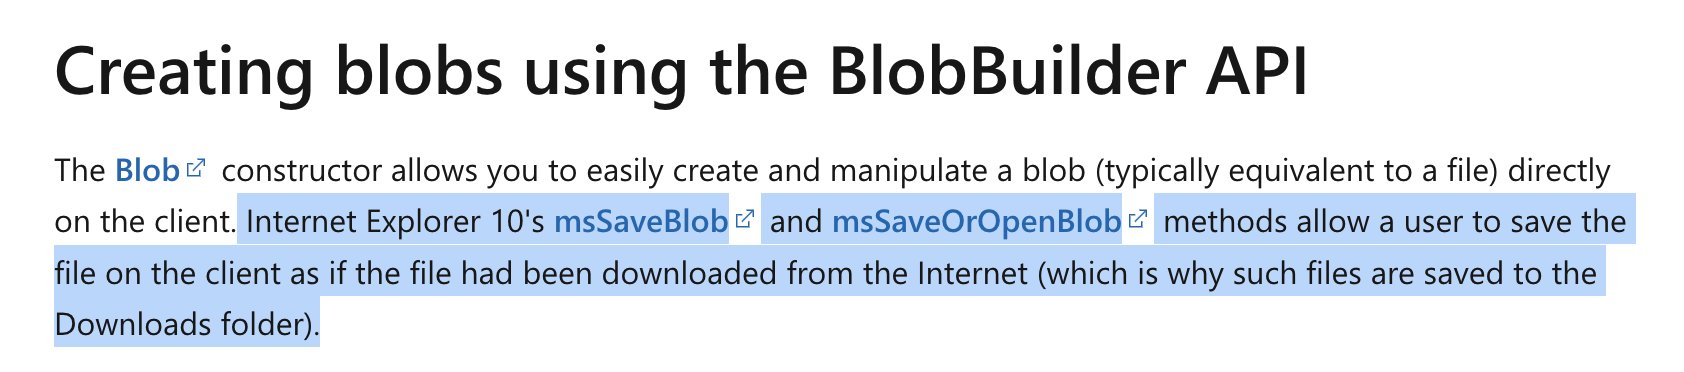 Creating blobs using the BlobBuilder API
The Blob constructor allows you to easily create and manipulate a blob (typically equivalent to a file) directly
on the client. Internet Explorer 10's msSaveBlob and msSaveOrOpenBlob methods allow a user to save the
file on the client as if the file had been downloaded from the Internet (which is why such files are saved to the
Downloads folder).